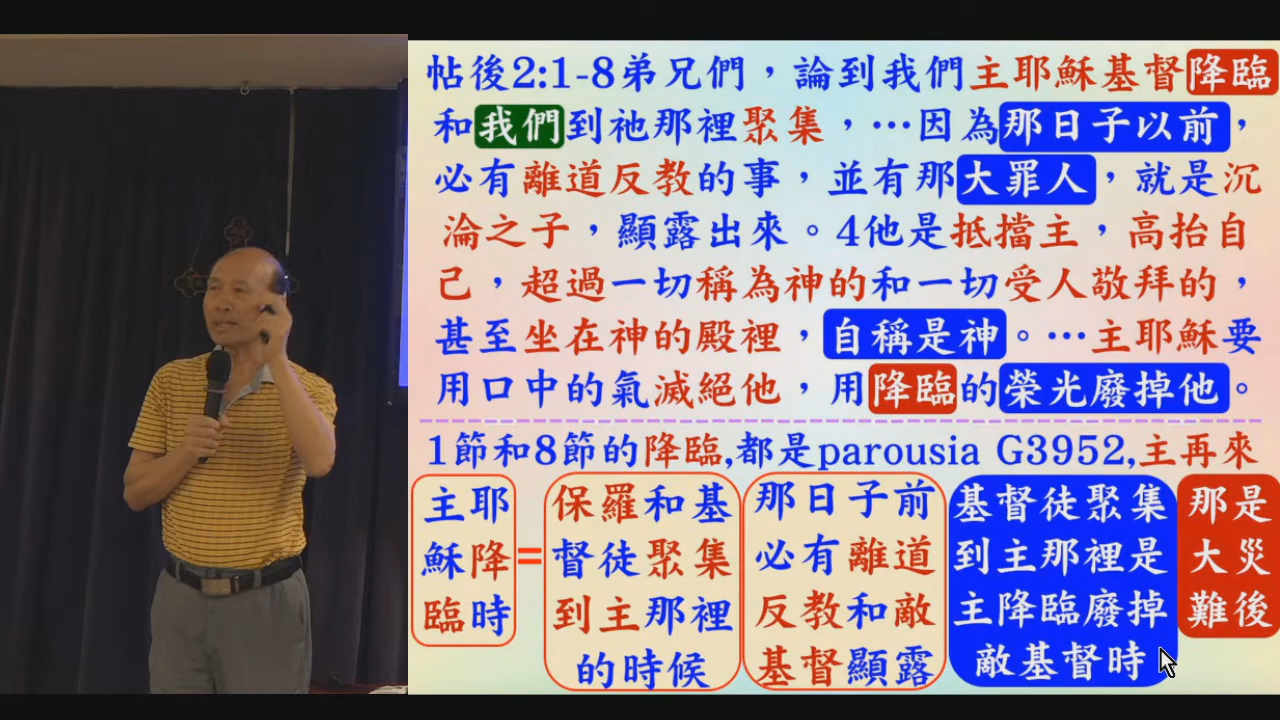 帖後2:1-8弟兄們，論到我們主耶穌基督降臨
和我們到祂那裡聚集，…因為那日子以前，
必有離道反教的事，並有那大罪人，就是沉
淪之子，顯露出來。4他是抵擋主，高抬自
己，超過一切稱為神的和一切受人敬拜的，
甚至坐在神的殿裡，自稱是神。…主耶穌要
用口中的氣滅絕他，用降臨的榮光廢掉他。
1節和8節的降臨,都是parousia G3952,主再來
主耶
穌降
臨時
=
保羅和基
督徒聚集
到主那裡
的時候
那日子前
必有離道
反教和敵
基督顯露
基督徒聚集
到主那裡是
主降臨廢掉
敵基督時
那是
大災
難後